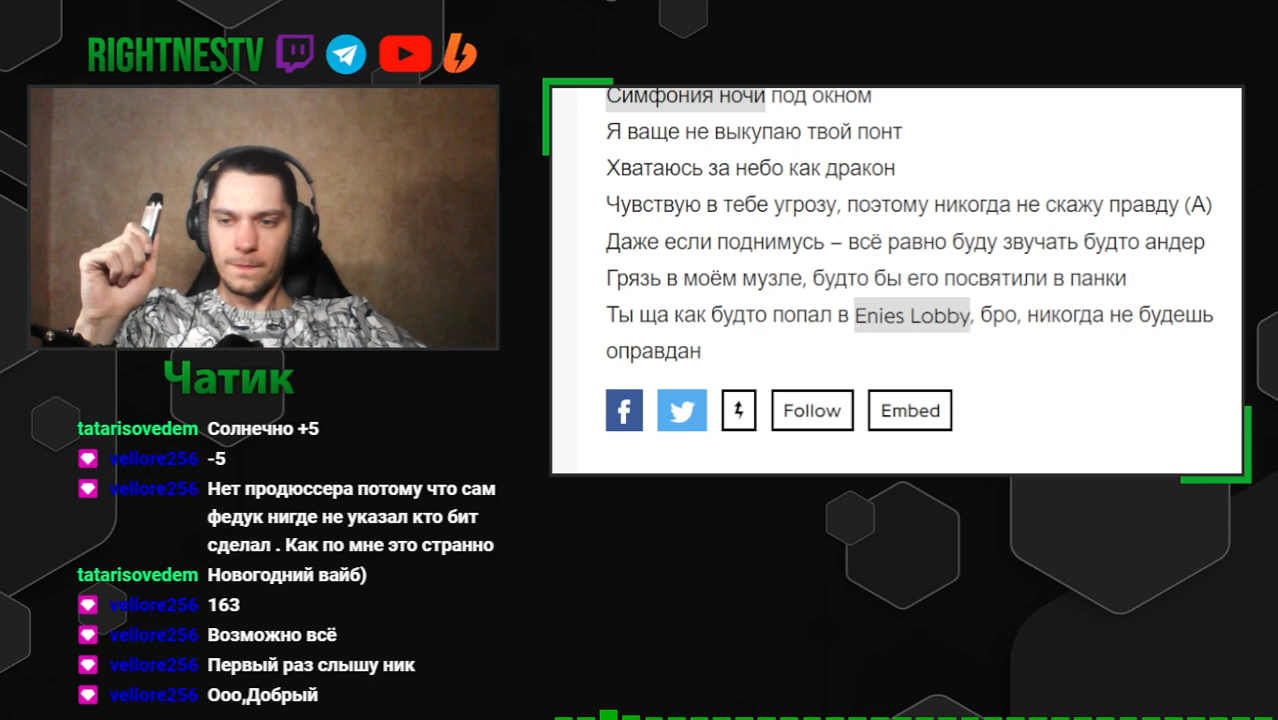 RIGHTNESTV
Симфония ночи под окном
Я ваще не выкупаю твой понт
Хватаюсь за небо как дракон
Чувствую в тебе угрозу, поэтому никогда не скажу правду (А)
Даже если поднимусь – всё равно буду звучать будто андер
Грязь в моём музле, будто бы его посвятили в панки
Ты ща как будто попал в Enies Lobby, бро, никогда не будешь
оправдан
Follow
Embed
Чатик
tatarisovedem Солнечно +5
vellore256 -5
vellore256 Нет продюссера потому что сам
федук нигде не указал кто бит
сделал . Как по мне это странно
tatarisovedem Новогодний вайб)
vellore256 163
vellore256 Возможно всё
vellore256 Первый раз слышу ник
vellore256 Ооо,Добрый